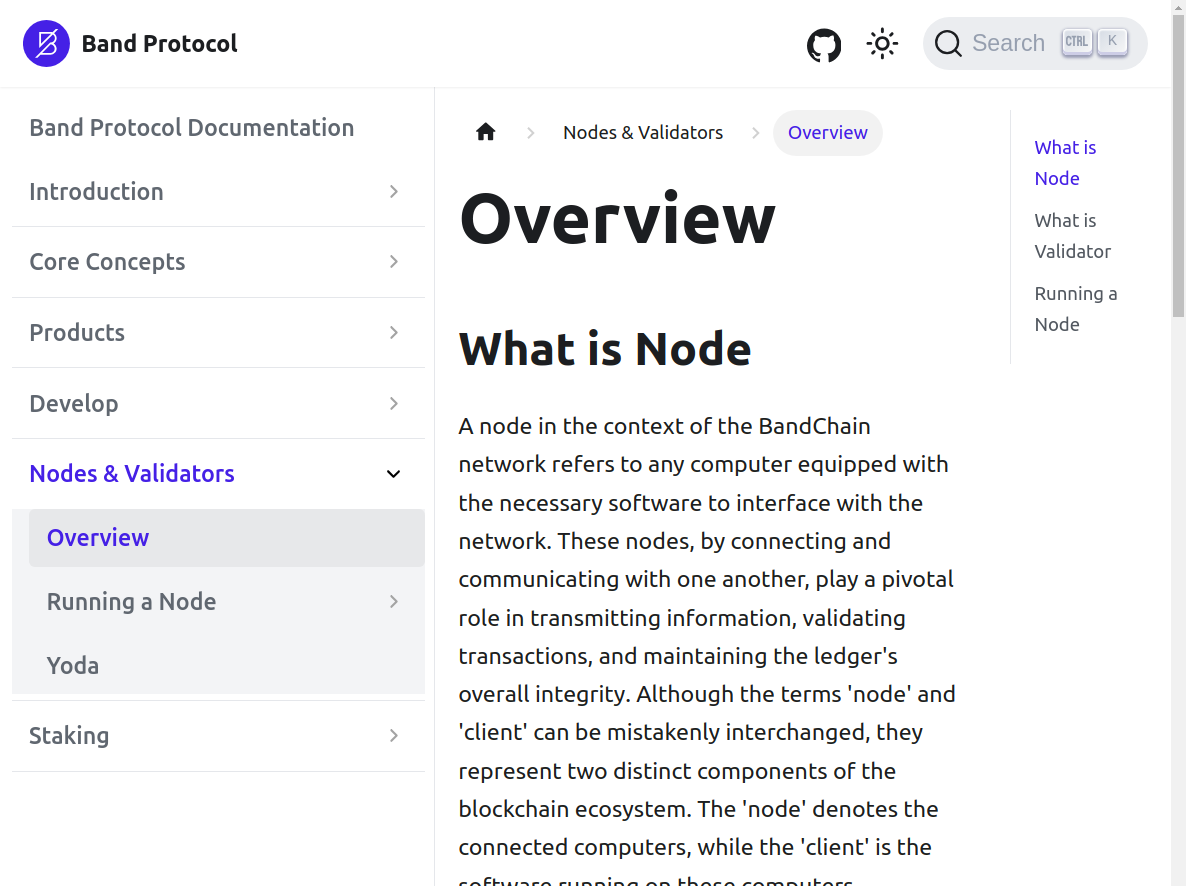 Band Protocol
Search
CTRL
K
Band Protocol Documentation
Introduction
Core Concepts
Products
Develop
Nodes & Validators
Overview
Running a Node
Yoda
Staking
Nodes & Validators
Overview
Overview
What is Node
A node in the context of the BandChain
network refers to any computer equipped with
the necessary software to interface with the
network. These nodes, by connecting and
communicating with one another, play a pivotal
role in transmitting information, validating
transactions, and maintaining the ledger's
overall integrity. Although the terms 'node' and
'client' can be mistakenly interchanged, they
represent two distinct components of the
blockchain ecosystem. The 'node' denotes the
connected computers, while the 'client' is the
software running on these computers
What is
Node
What is
Validator
Running a
Node